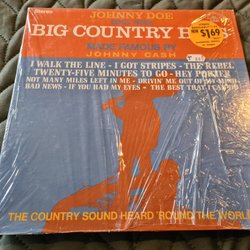 Stereo
JOHNNY DOE
BIG COUNTRY
MADE FAMOUS BY
JOHNNY CASH
NOW
$1.69
I WALK THE LINE - I GOT STRIPES - THE REBEL
TWENTY-FIVE MINUTES TO GO - HEY PORTER
NOT MANY MILES LEFT IN ME - DRIVIN' ME OUT OF MY MIND
BAD NEWS - IF YOU HAD MY EYES - THE BEST THAT I CAN DO
THE COUNTRY SOUND HEARD 'ROUND THE WORLD